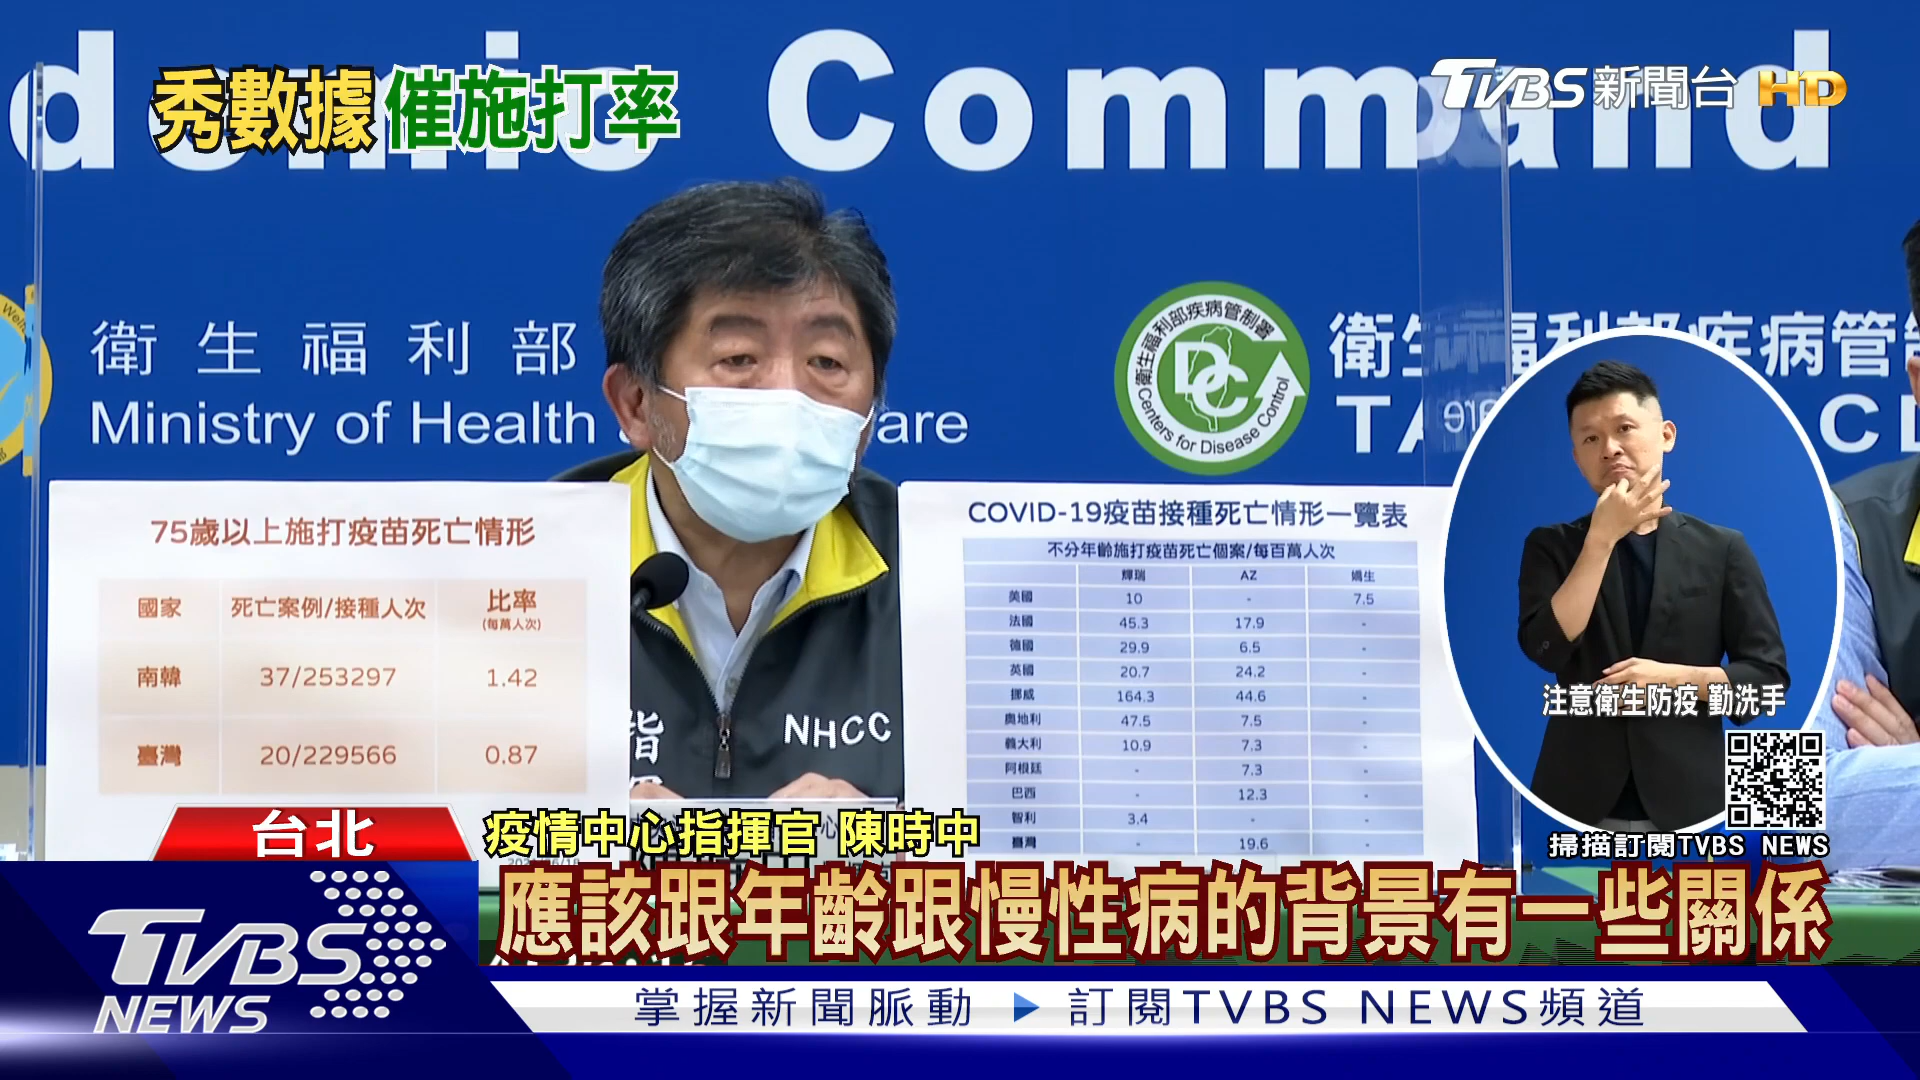 demic Command
秀數據 催施打率
TVBS新聞台 HD
衛生福利部
Ministry of Health
are
衛生福利部疾病管制署
DC
Centers for Disease Control
衛生福利部疾病管
75歲以上施打疫苗死亡情形
國家 死亡案例/接種人次 比率
(每萬人次)
南韓 37/253297 1.42
臺灣 20/229566 0.87
COVID-19疫苗接種死亡情形一覽表
不分年齡施打疫苗死亡個案/每百萬人次
輝瑞 AZ 嬌生
美國 10 - 7.5
法國 45.3 17.9 -
德國 29.9 6.5 -
英國 20.7 24.2 -
挪威 164.3 44.6 -
奧地利 47.5 7.5 -
義大利 10.9 7.3 -
阿根廷 - 7.3 -
巴西 - 12.3 -
智利 3.4 - -
臺灣 - 19.6 -
指
NHCC
注意衛生防疫 勤洗手
掃描訂閱TVBS NEWS
台北
疫情中心指揮官 陳時中
應該跟年齡跟慢性病的背景有一些關係
TVBS
NEWS
掌握新聞脈動 ▶ 訂閱TVBS NEWS頻道